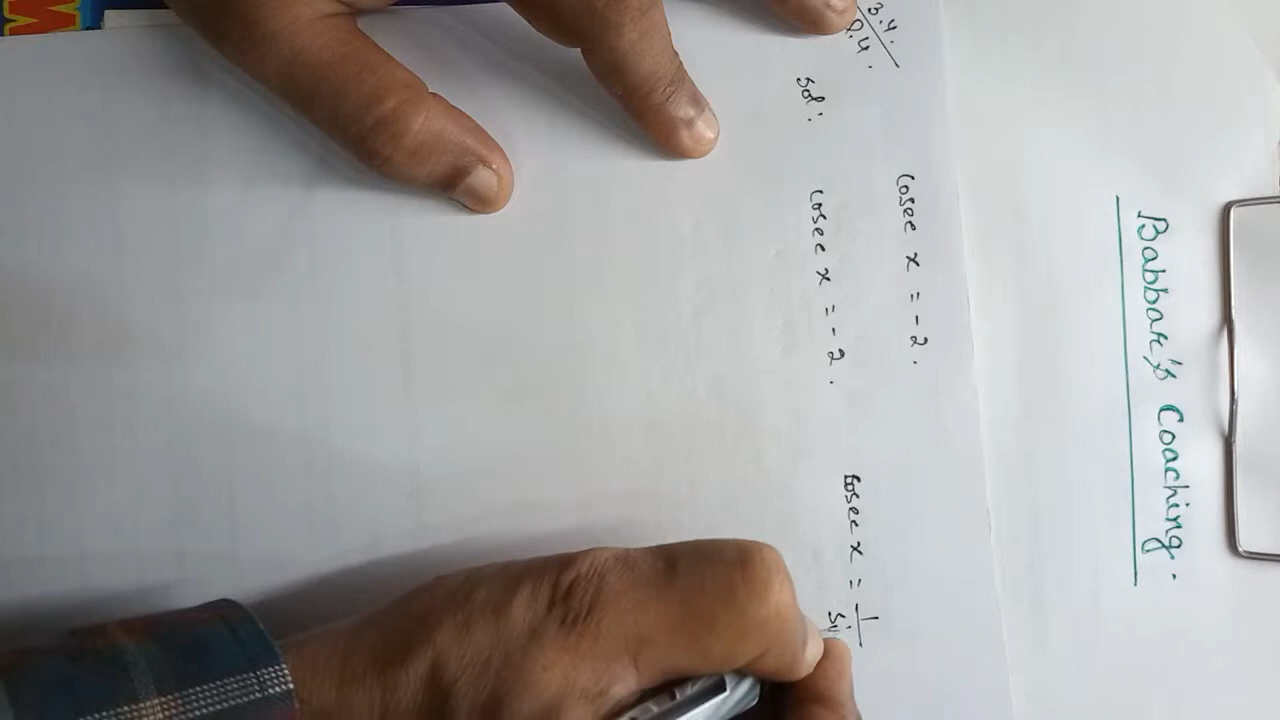 Babbar's Coaching.
3.4.
Q.4.
cosec x = -2.
Sol:
cosec x = -2.
cosec x = 1